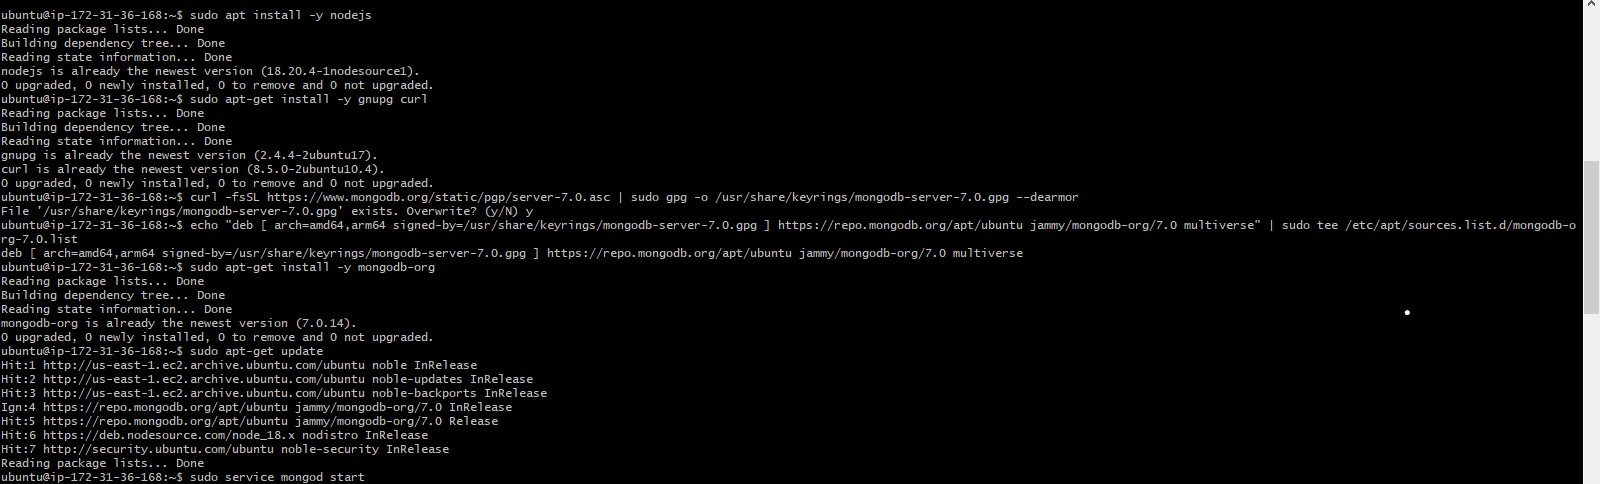 ubuntu@ip-172-31-36-168:~$ sudo apt install -y nodejs
Reading package lists... Done
Building dependency tree... Done
Reading state information... Done
nodejs is already the newest version (18.20.4-1nodesource1).
0 upgraded, 0 newly installed, 0 to remove and 0 not upgraded.
ubuntu@ip-172-31-36-168:~$ sudo apt-get install -y gnupg curl
Reading package lists... Done
Building dependency tree... Done
Reading state information... Done
gnupg is already the newest version (2.4.4-2ubuntu17).
curl is already the newest version (8.5.0-2ubuntu10.4).
0 upgraded, 0 newly installed, 0 to remove and 0 not upgraded.
ubuntu@ip-172-31-36-168:~$ curl -fsSL https://www.mongodb.org/static/pgp/server-7.0.asc | sudo gpg -o /usr/share/keyrings/mongodb-server-7.0.gpg --dearmor
File '/usr/share/keyrings/mongodb-server-7.0.gpg' exists. Overwrite? (y/N) y
ubuntu@ip-172-31-36-168:~$ echo "deb [ arch=amd64,arm64 signed-by=/usr/share/keyrings/mongodb-server-7.0.gpg ] https://repo.mongodb.org/apt/ubuntu jammy/mongodb-org/7.0 multiverse" | sudo tee /etc/apt/sources.list.d/mongodb-o
rg-7.0.list
deb [ arch=amd64,arm64 signed-by=/usr/share/keyrings/mongodb-server-7.0.gpg ] https://repo.mongodb.org/apt/ubuntu jammy/mongodb-org/7.0 multiverse
ubuntu@ip-172-31-36-168:~$ sudo apt-get install -y mongodb-org
Reading package lists... Done
Building dependency tree... Done
Reading state information... Done
mongodb-org is already the newest version (7.0.14).
0 upgraded, 0 newly installed, 0 to remove and 0 not upgraded.
ubuntu@ip-172-31-36-168:~$ sudo apt-get update
Hit:1 http://us-east-1.ec2.archive.ubuntu.com/ubuntu noble InRelease
Hit:2 http://us-east-1.ec2.archive.ubuntu.com/ubuntu noble-updates InRelease
Hit:3 http://us-east-1.ec2.archive.ubuntu.com/ubuntu noble-backports InRelease
Ign:4 https://repo.mongodb.org/apt/ubuntu jammy/mongodb-org/7.0 InRelease
Hit:5 https://repo.mongodb.org/apt/ubuntu jammy/mongodb-org/7.0 Release
Hit:6 https://deb.nodesource.com/node_18.x nodistro InRelease
Hit:7 http://security.ubuntu.com/ubuntu noble-security InRelease
Reading package lists... Done
ubuntu@ip-172-31-36-168:~$ sudo service mongod start